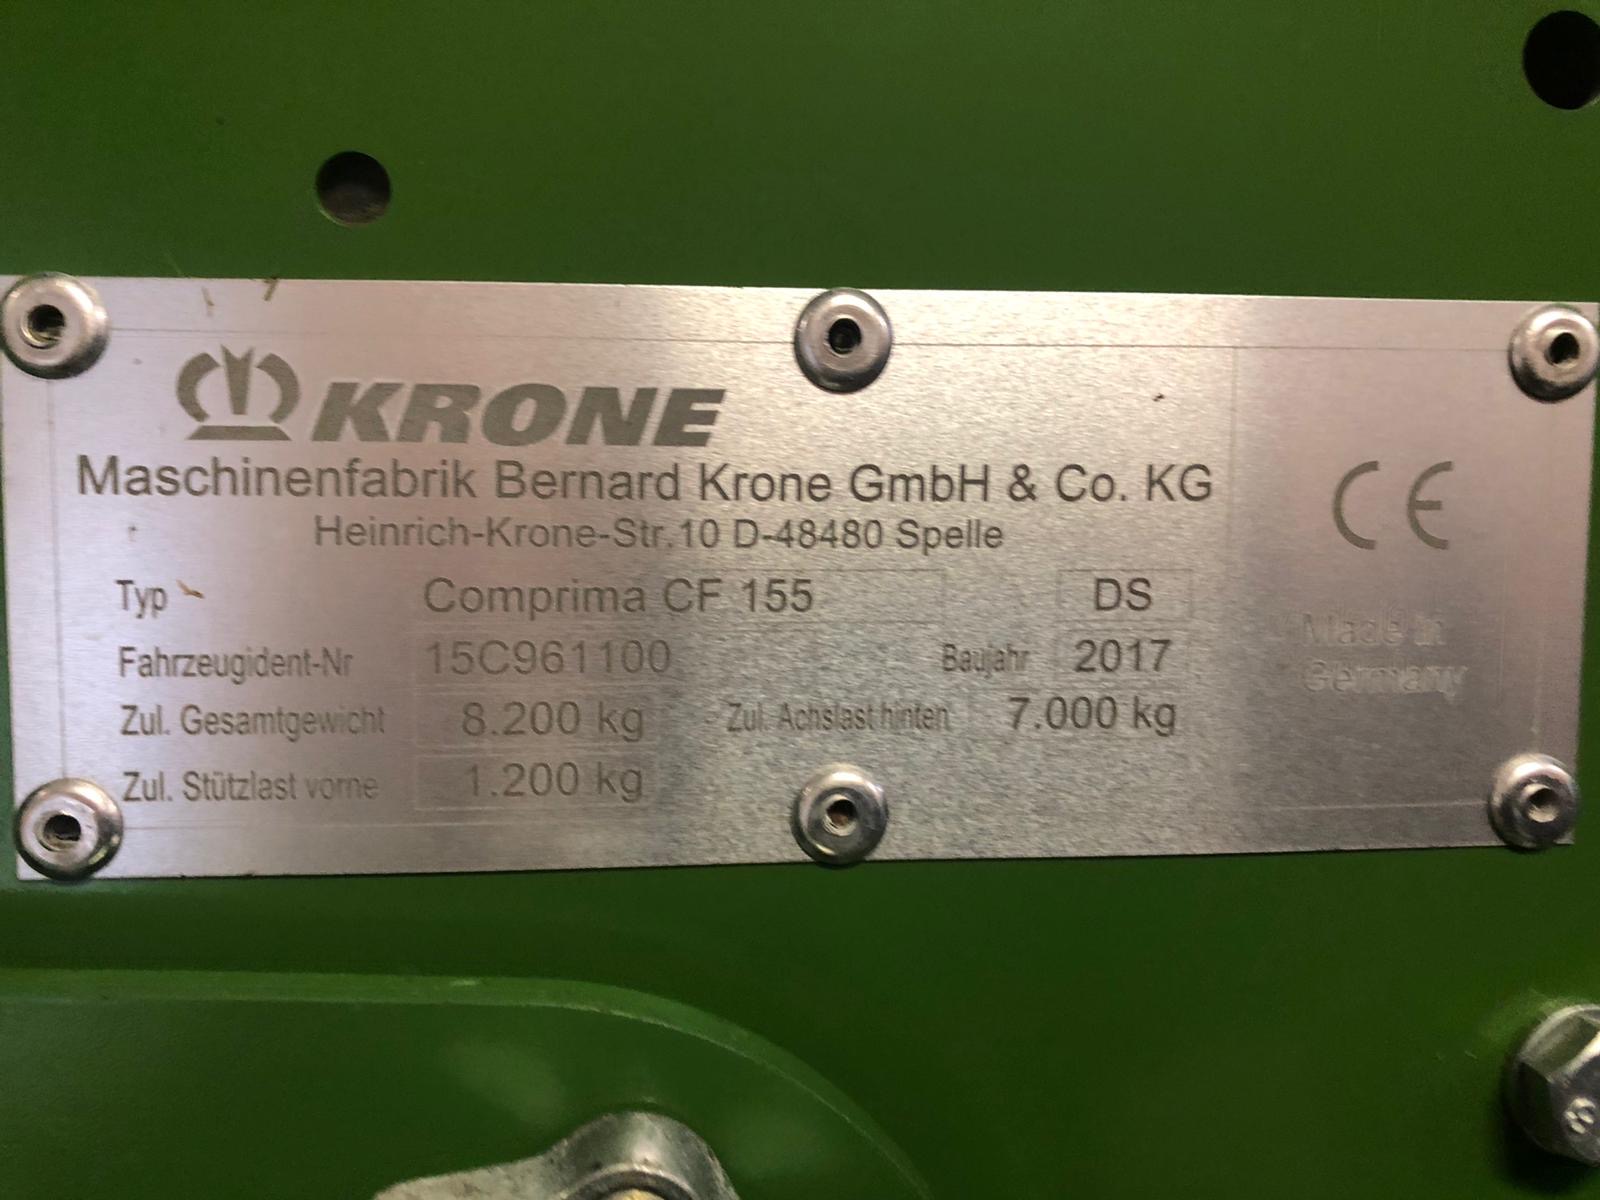 KRONE
Maschinenfabrik Bernard Krone GmbH & Co. KG
Heinrich-Krone-Str.10 D-48480 Spelle
Typ Comprima CF 155 DS
Fahrzeugident-Nr 15C961100 Baujahr 2017
Zul. Gesamtgewicht 8.200 kg Zul. Achslast hinten 7.000 kg
Zul. Stützlast vorne 1.200 kg
CE
Made in
Germany
8